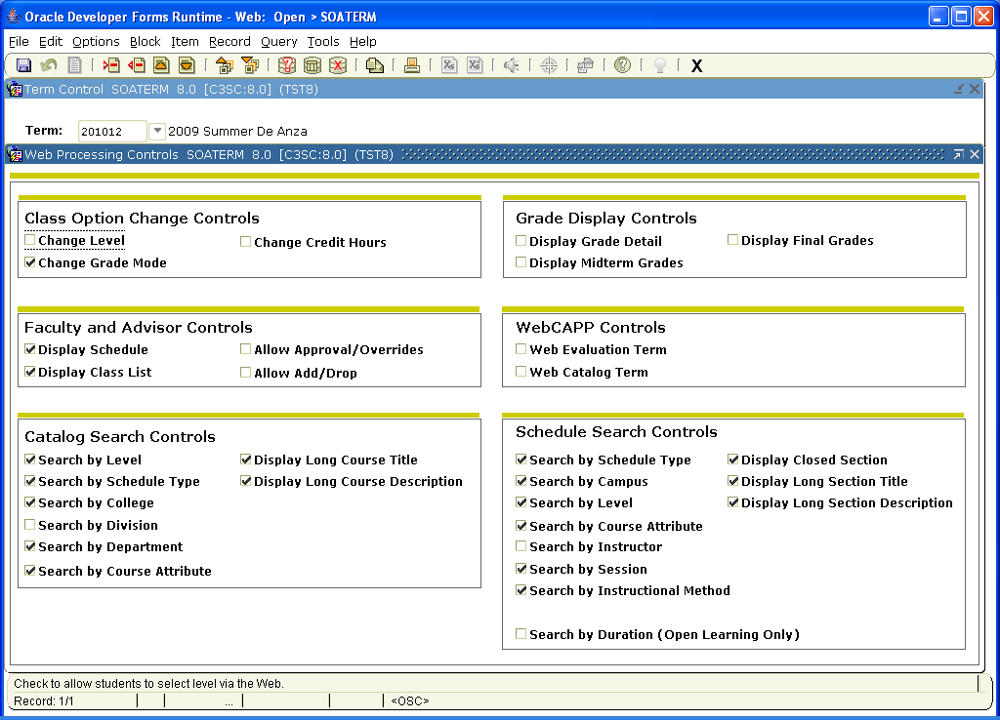 Oracle Developer Forms Runtime - Web:  Open > SOATERM
File  Edit  Options  Block  Item  Record  Query  Tools  Help
X
Term Control  SOATERM  8.0  [C3SC:8.0]  (TST8)
Term: 201012 2009 Summer De Anza
Web Processing Controls  SOATERM  8.0  [C3SC:8.0]  (TST8)
Class Option Change Controls
Change Level
Change Credit Hours
Change Grade Mode
Grade Display Controls
Display Grade Detail
Display Final Grades
Display Midterm Grades
Faculty and Advisor Controls
Display Schedule
Allow Approval/Overrides
Display Class List
Allow Add/Drop
WebCAPP Controls
Web Evaluation Term
Web Catalog Term
Catalog Search Controls
Search by Level
Display Long Course Title
Search by Schedule Type
Display Long Course Description
Search by College
Search by Division
Search by Department
Search by Course Attribute
Schedule Search Controls
Search by Schedule Type
Display Closed Section
Search by Campus
Display Long Section Title
Search by Level
Display Long Section Description
Search by Course Attribute
Search by Instructor
Search by Session
Search by Instructional Method
Search by Duration (Open Learning Only)
Check to allow students to select level via the Web.
Record: 1/1 ... <OSC>